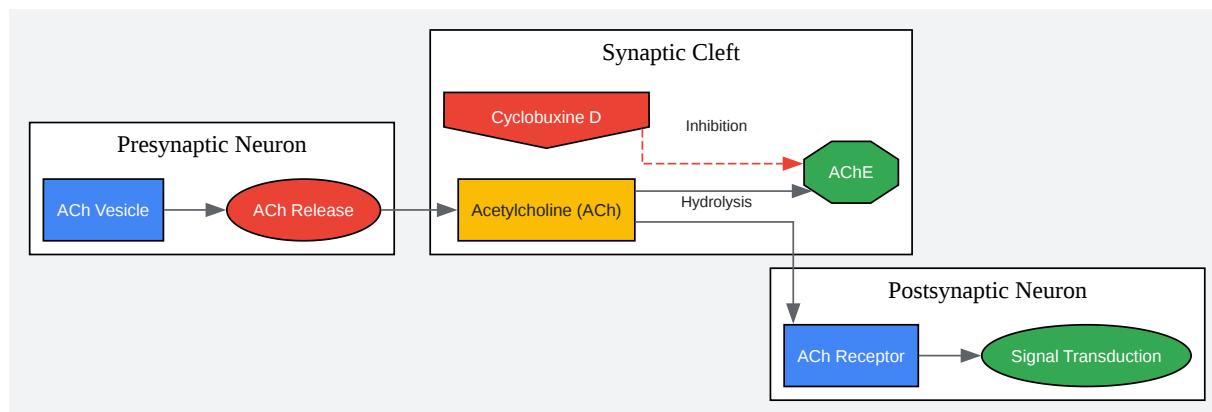 Presynaptic Neuron
ACh Vesicle
ACh Release
Synaptic Cleft
Cyclobuxine D
Inhibition
AChE
Acetylcholine (ACh)
Hydrolysis
Postsynaptic Neuron
ACh Receptor
Signal Transduction